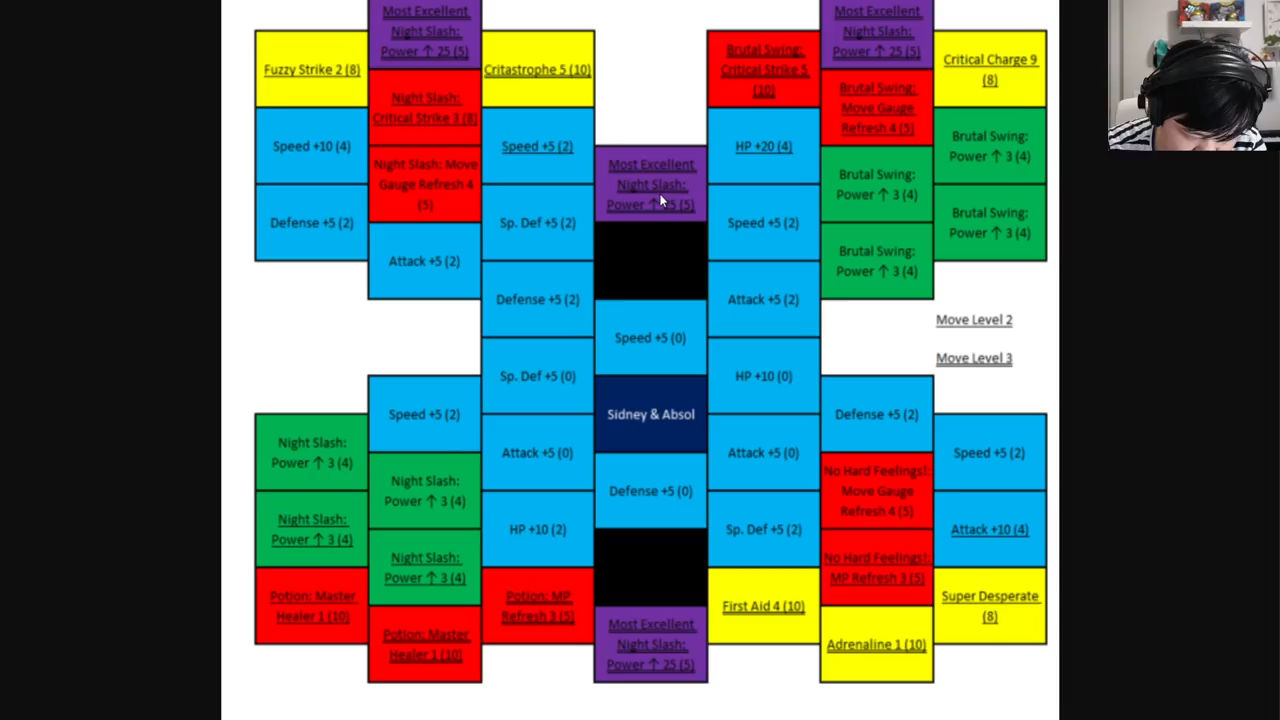 Most Excellent
Night Slash:
Power ↑ 25 (5)
Most Excellent
Night Slash:
Power ↑ 25 (5)
Fuzzy Strike 2 (8)
Citastrophe 5 (10)
Brutal Swing:
Critical Strike 5
(10)
Critical Charge 9
(8)
Night Slash:
Critical Strike 3 (8)
Brutal Swing:
Move Gauge
Refresh 4 (5)
Speed +10 (4)
Speed +5 (2)
HP +20 (4)
Brutal Swing:
Power ↑ 3 (4)
Night Slash: Move
Gauge Refresh 4
(5)
Most Excellent
Night Slash:
Power ↑ 25 (5)
Brutal Swing:
Power ↑ 3 (4)
Defense +5 (2)
Sp. Def +5 (2)
Speed +5 (2)
Brutal Swing:
Power ↑ 3 (4)
Attack +5 (2)
Brutal Swing:
Power ↑ 3 (4)
Defense +5 (2)
Attack +5 (2)
Move Level 2
Speed +5 (0)
Move Level 3
Sp. Def +5 (0)
HP +10 (0)
Speed +5 (2)
Sidney & Absol
Defense +5 (2)
Night Slash:
Power ↑ 3 (4)
Attack +5 (0)
Attack +5 (0)
Speed +5 (2)
Night Slash:
Power ↑ 3 (4)
Defense +5 (0)
No Hard Feelings!:
Move Gauge
Refresh 4 (5)
Night Slash:
Power ↑ 3 (4)
HP +10 (2)
Sp. Def +5 (2)
Attack +10 (4)
Night Slash:
Power ↑ 3 (4)
No Hard Feelings!:
MP Refresh 3 (5)
Potion: Master
Healer 1 (10)
Potion: MP
Refresh 3 (5)
First Aid 4 (10)
Super Desperate
(8)
Potion: Master
Healer 1 (10)
Most Excellent
Night Slash:
Power ↑ 25 (5)
Adrenaline 1 (10)